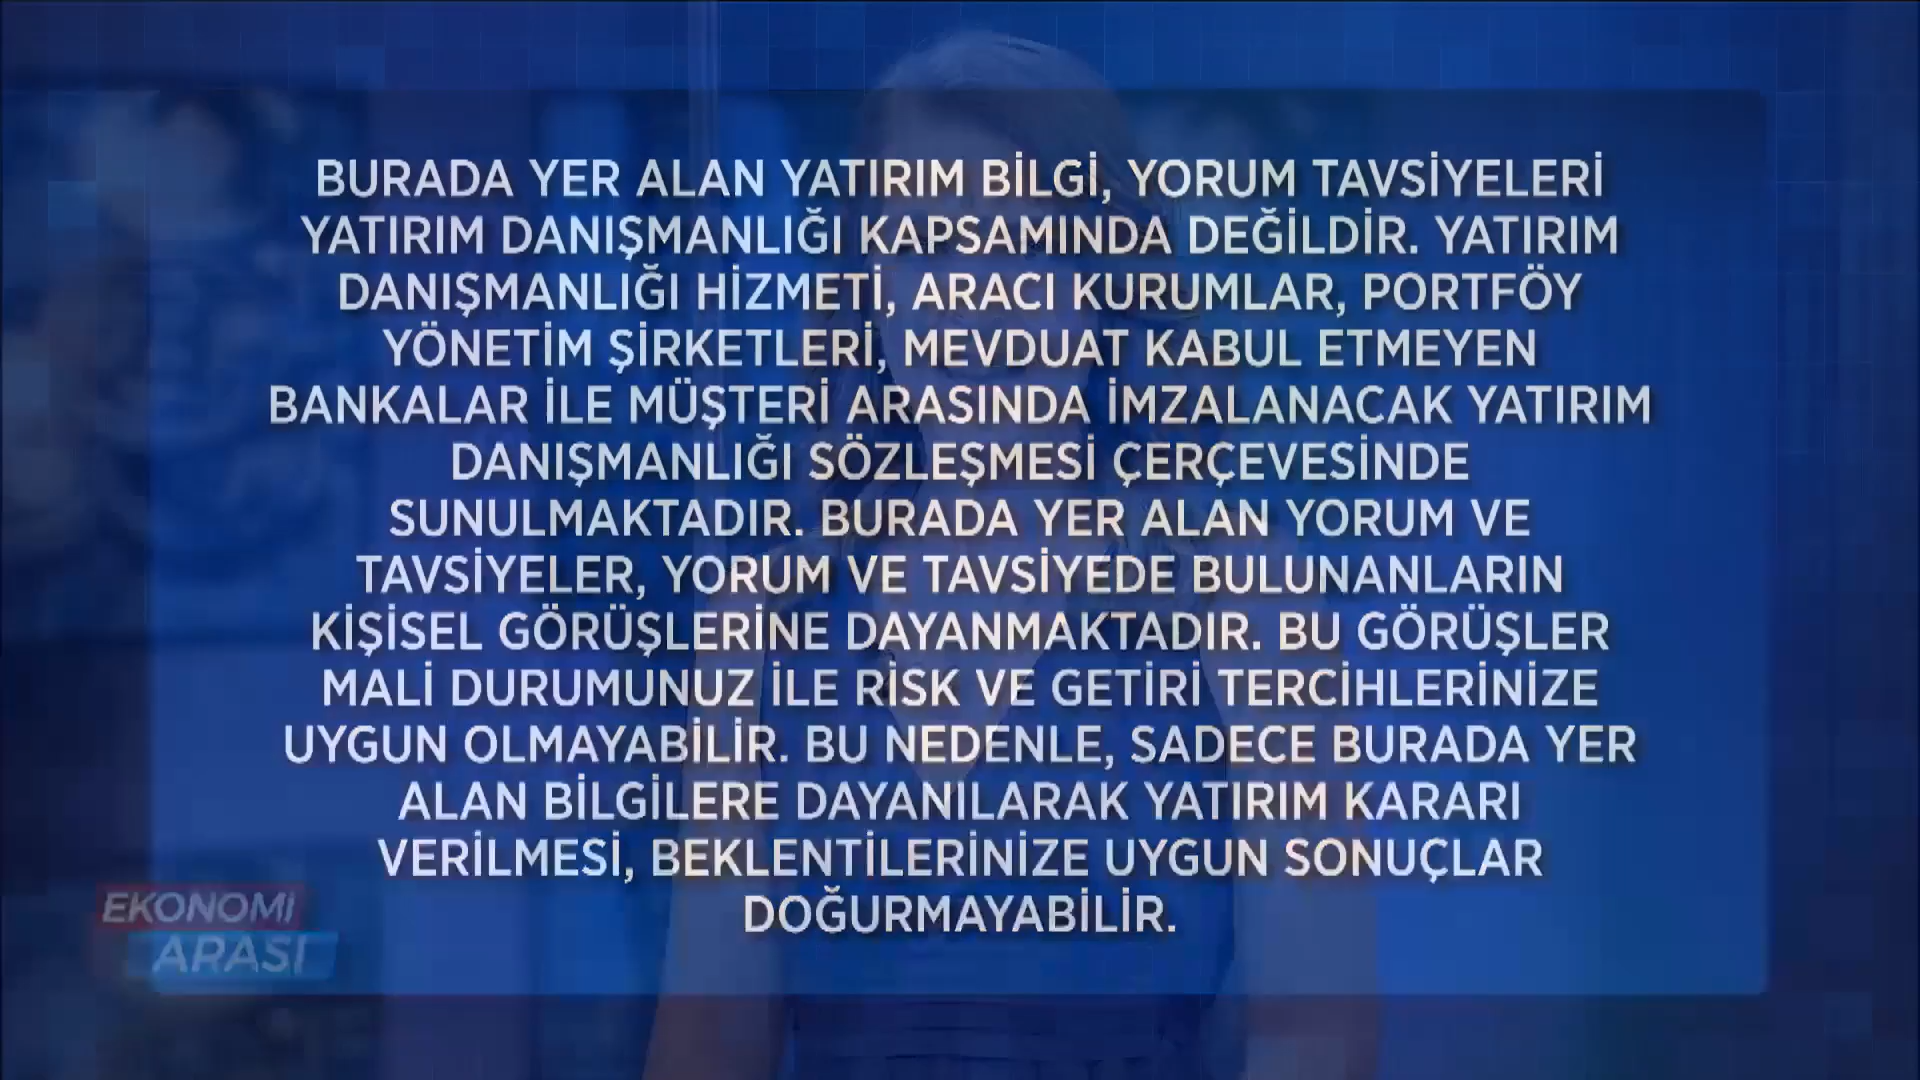 BURADA YER ALAN YATIRIM BİLGİ, YORUM TAVSİYELERİ
YATIRIM DANIŞMANLIĞI KAPSAMINDA DEĞİLDİR. YATIRIM
DANIŞMANLIĞI HİZMETİ, ARACI KURUMLAR, PORTFÖY
YÖNETİM ŞİRKETLERİ, MEVDUAT KABUL ETMEYEN
BANKALAR İLE MÜŞTERİ ARASINDA İMZALANACAK YATIRIM
DANIŞMANLIĞI SÖZLEŞMESİ ÇERÇEVESİNDE
SUNULMAKTADIR. BURADA YER ALAN YORUM VE
TAVSİYELER, YORUM VE TAVSİYEDE BULUNANLARIN
KİŞİSEL GÖRÜŞLERİNE DAYANMAKTADIR. BU GÖRÜŞLER
MALİ DURUMUNUZ İLE RİSK VE GETİRİ TERCİHLERİNİZE
UYGUN OLMAYABİLİR. BU NEDENLE, SADECE BURADA YER
ALAN BİLGİLERE DAYANILARAK YATIRIM KARARI
VERİLMESİ, BEKLENTİLERİNİZE UYGUN SONUÇLAR
DOĞURMAYABİLİR.
EKONOMİ
ARASI